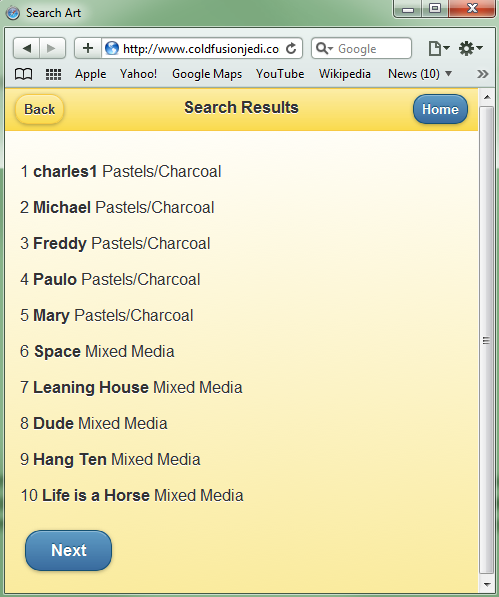 Search Art
http://www.coldfusionjedi.co
Google
Apple Yahoo! Google Maps YouTube Wikipedia News (10)
Back Search Results Home
1 charles1 Pastels/Charcoal
2 Michael Pastels/Charcoal
3 Freddy Pastels/Charcoal
4 Paulo Pastels/Charcoal
5 Mary Pastels/Charcoal
6 Space Mixed Media
7 Leaning House Mixed Media
8 Dude Mixed Media
9 Hang Ten Mixed Media
10 Life is a Horse Mixed Media
Next